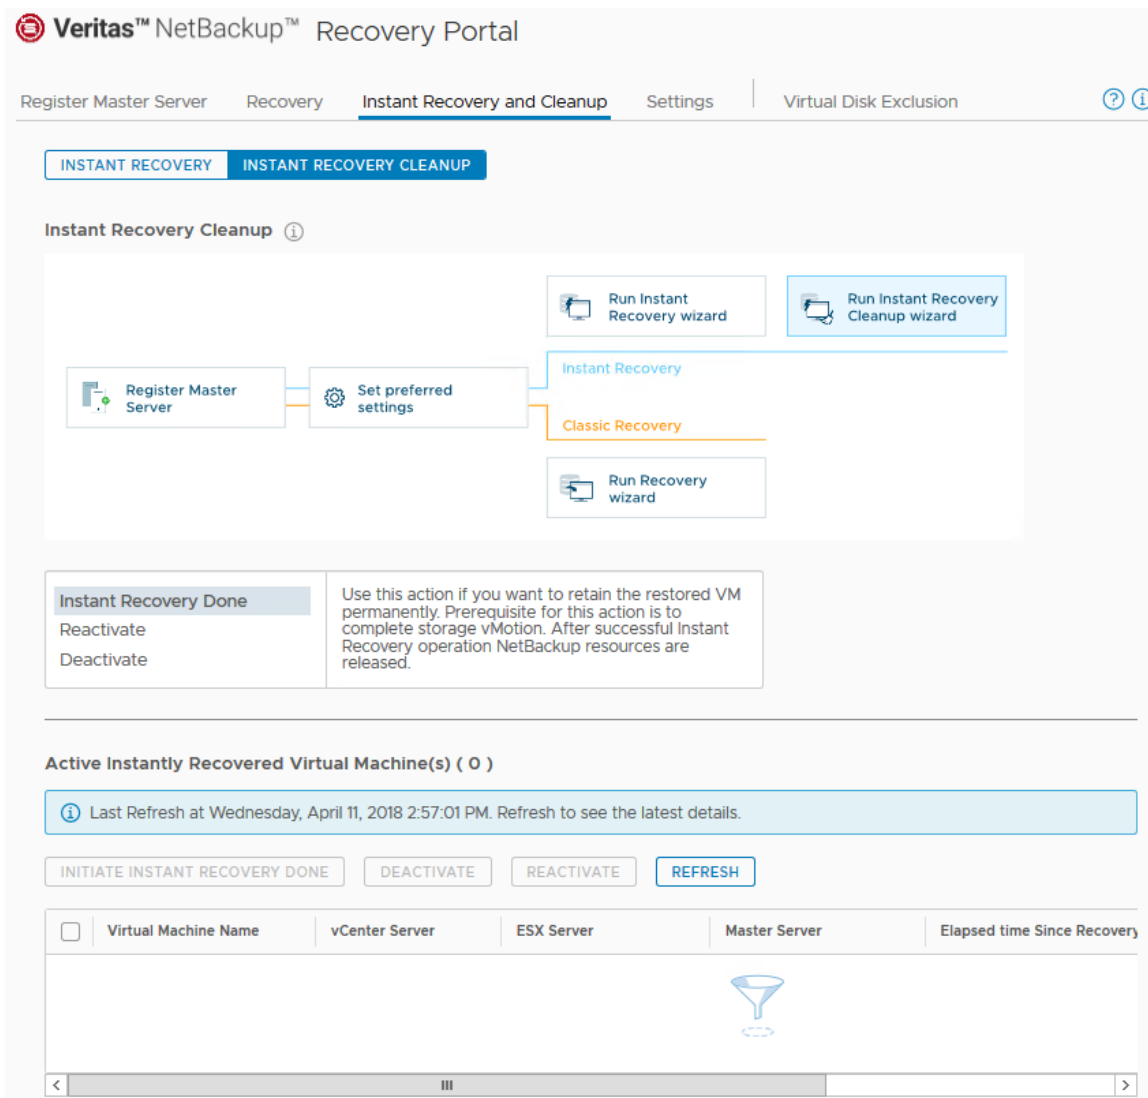 Veritas™ NetBackup™ Recovery Portal
Register Master Server Recovery Instant Recovery and Cleanup Settings Virtual Disk Exclusion
INSTANT RECOVERY INSTANT RECOVERY CLEANUP
Instant Recovery Cleanup
Run Instant
Recovery wizard
Run Instant Recovery
Cleanup wizard
Instant Recovery
Register Master
Server
Set preferred
settings
Classic Recovery
Run Recovery
wizard
Instant Recovery Done
Reactivate
Deactivate
Use this action if you want to retain the restored VM
permanently. Prerequisite for this action is to
complete storage vMotion. After successful Instant
Recovery operation NetBackup resources are
released.
Active Instantly Recovered Virtual Machine(s) ( 0 )
Last Refresh at Wednesday, April 11, 2018 2:57:01 PM. Refresh to see the latest details.
INITIATE INSTANT RECOVERY DONE DEACTIVATE REACTIVATE REFRESH
Virtual Machine Name vCenter Server ESX Server Master Server Elapsed time Since Recovery